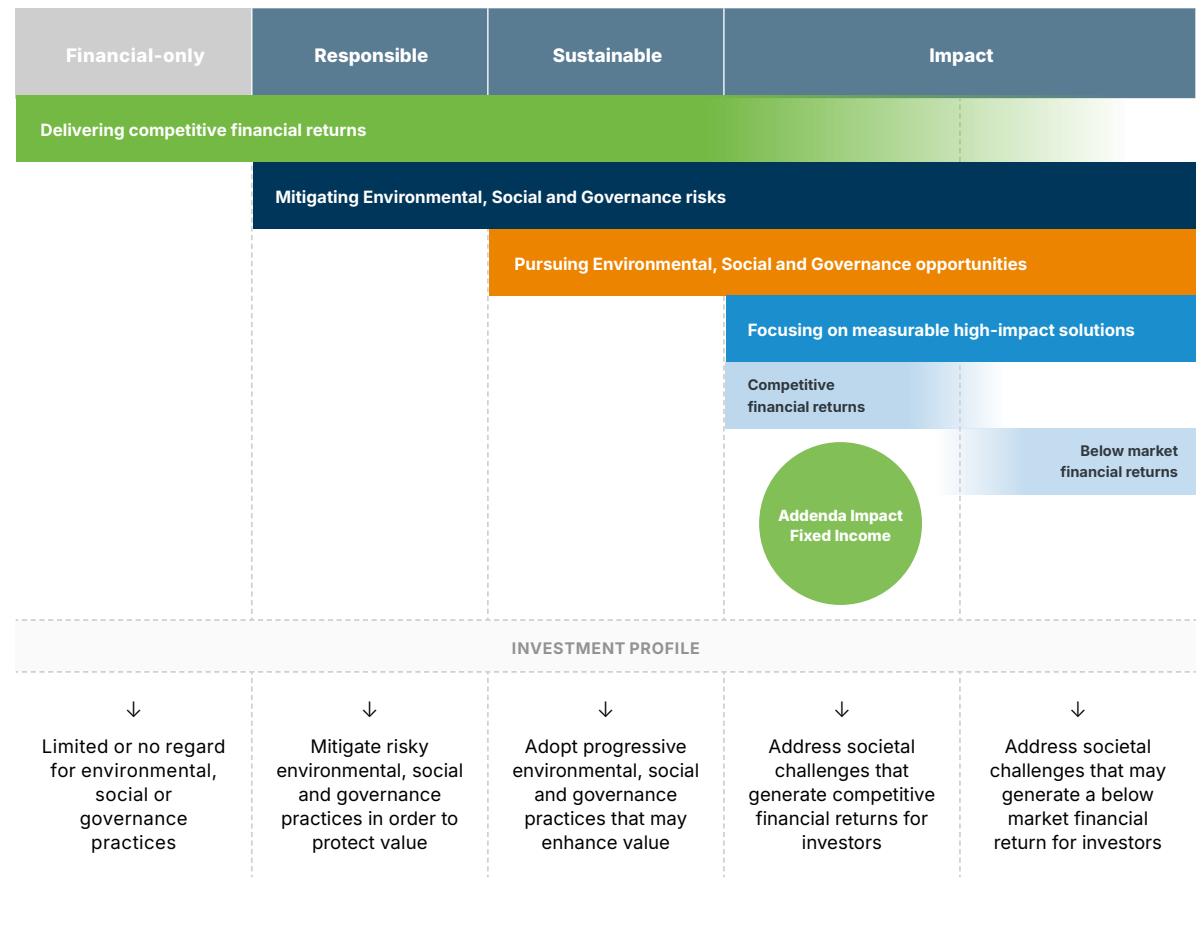 Financial-only
Responsible
Sustainable
Impact
Delivering competitive financial returns
Mitigating Environmental, Social and Governance risks
Pursuing Environmental, Social and Governance opportunities
Focusing on measurable high-impact solutions
Competitive
financial returns
Below market
financial returns
Addenda Impact
Fixed Income
INVESTMENT PROFILE
↓
Limited or no regard
for environmental,
social or
governance
practices
↓
Mitigate risky
environmental, social
and governance
practices in order to
protect value
↓
Adopt progressive
environmental, social
and governance
practices that may
enhance value
↓
Address societal
challenges that
generate competitive
financial returns for
investors
↓
Address societal
challenges that may
generate a below
market financial
return for investors